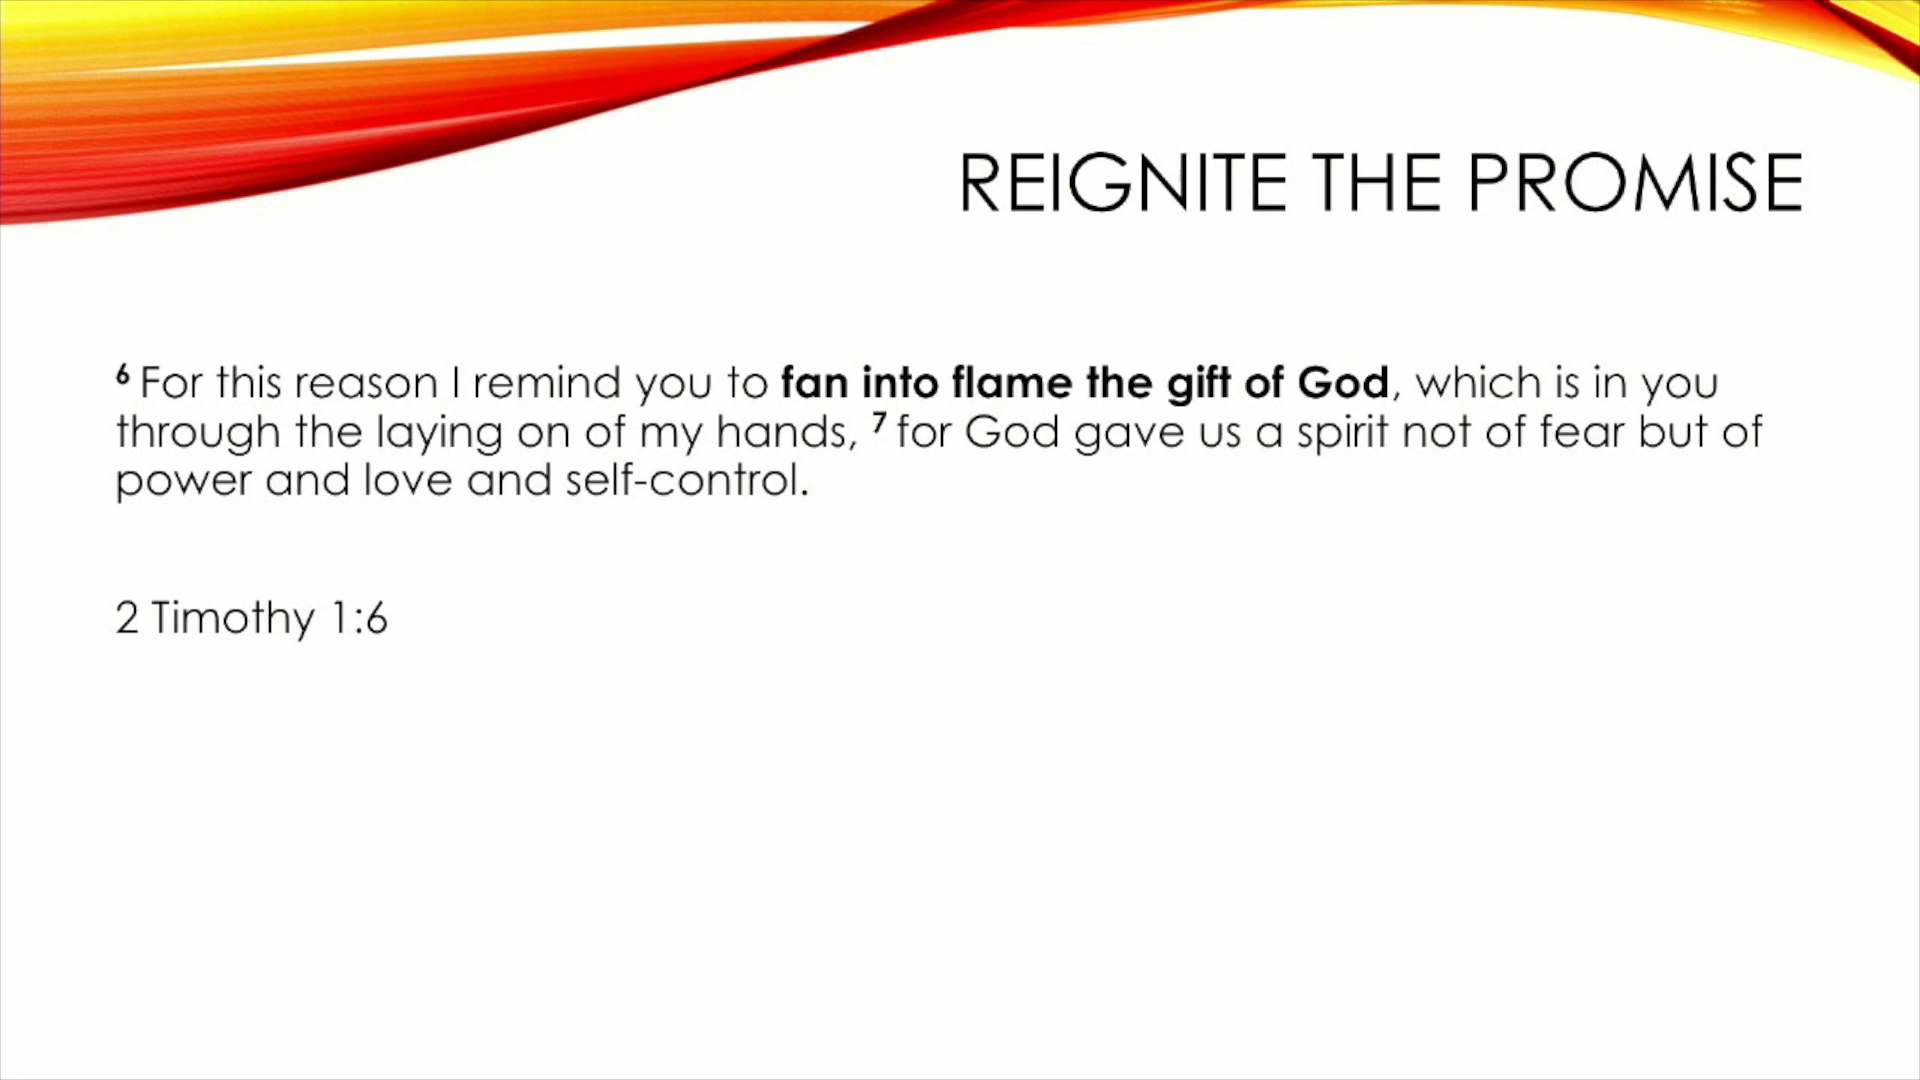 REIGNITE THE PROMISE
6 For this reason I remind you to fan into flame the gift of God, which is in you
through the laying on of my hands, 7 for God gave us a spirit not of fear but of
power and love and self-control.
2 Timothy 1:6